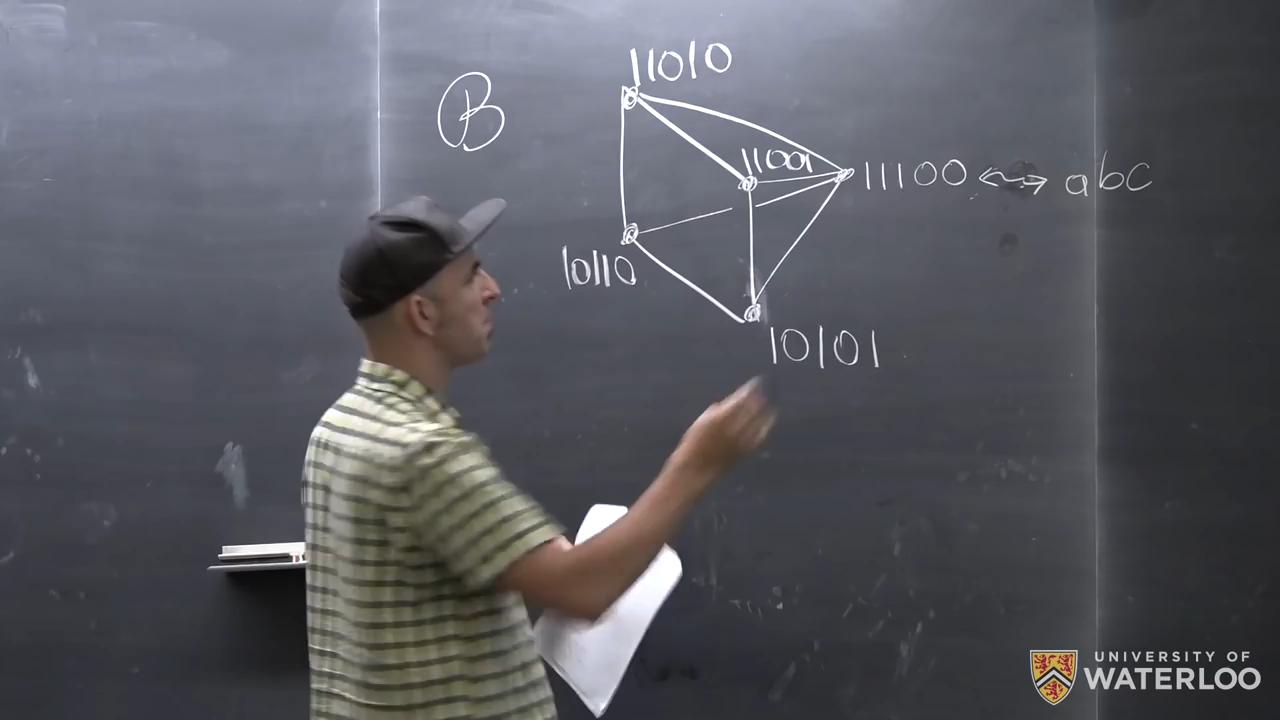 11010
B
11001
11100 ↔ abc
10110
10101
UNIVERSITY OF
WATERLOO